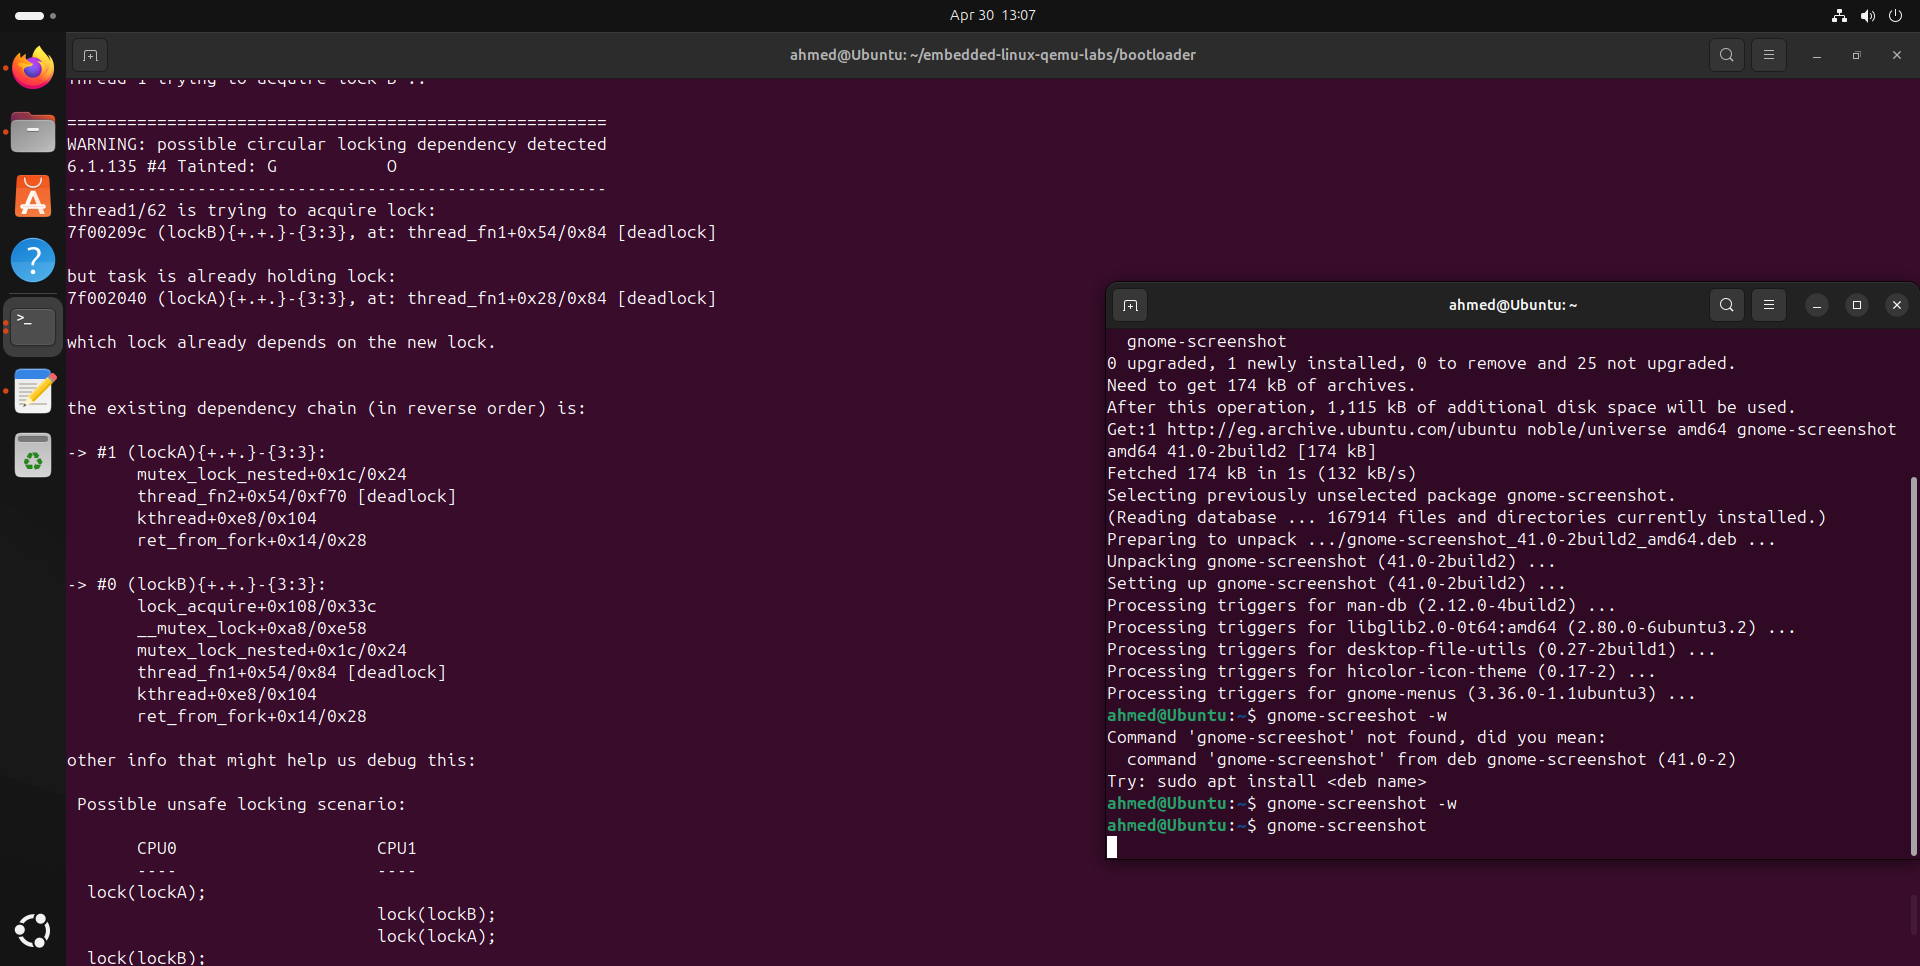 Apr 30 13:07
ahmed@Ubuntu: ~/embedded-linux-qemu-labs/bootloader
Thread 1 trying to acquire lock B ..
======================================================
WARNING: possible circular locking dependency detected
6.1.135 #4 Tainted: G           O
------------------------------------------------------
thread1/62 is trying to acquire lock:
7f00209c (lockB){+.+.}-{3:3}, at: thread_fn1+0x54/0x84 [deadlock]
but task is already holding lock:
7f002040 (lockA){+.+.}-{3:3}, at: thread_fn1+0x28/0x84 [deadlock]
which lock already depends on the new lock.
the existing dependency chain (in reverse order) is:
-> #1 (lockA){+.+.}-{3:3}:
       mutex_lock_nested+0x1c/0x24
       thread_fn2+0x54/0xf70 [deadlock]
       kthread+0xe8/0x104
       ret_from_fork+0x14/0x28
-> #0 (lockB){+.+.}-{3:3}:
       lock_acquire+0x108/0x33c
       __mutex_lock+0xa8/0xe58
       mutex_lock_nested+0x1c/0x24
       thread_fn1+0x54/0x84 [deadlock]
       kthread+0xe8/0x104
       ret_from_fork+0x14/0x28
other info that might help us debug this:
 Possible unsafe locking scenario:
       CPU0                    CPU1
       ----                    ----
  lock(lockA);
                               lock(lockB);
                               lock(lockA);
  lock(lockB);
ahmed@Ubuntu: ~
  gnome-screenshot
0 upgraded, 1 newly installed, 0 to remove and 25 not upgraded.
Need to get 174 kB of archives.
After this operation, 1,115 kB of additional disk space will be used.
Get:1 http://eg.archive.ubuntu.com/ubuntu noble/universe amd64 gnome-screenshot
amd64 41.0-2build2 [174 kB]
Fetched 174 kB in 1s (132 kB/s)
Selecting previously unselected package gnome-screenshot.
(Reading database ... 167914 files and directories currently installed.)
Preparing to unpack .../gnome-screenshot_41.0-2build2_amd64.deb ...
Unpacking gnome-screenshot (41.0-2build2) ...
Setting up gnome-screenshot (41.0-2build2) ...
Processing triggers for man-db (2.12.0-4build2) ...
Processing triggers for libglib2.0-0t64:amd64 (2.80.0-6ubuntu3.2) ...
Processing triggers for desktop-file-utils (0.27-2build1) ...
Processing triggers for hicolor-icon-theme (0.17-2) ...
Processing triggers for gnome-menus (3.36.0-1.1ubuntu3) ...
ahmed@Ubuntu:~$ gnome-screeshot -w
Command 'gnome-screeshot' not found, did you mean:
  command 'gnome-screenshot' from deb gnome-screenshot (41.0-2)
Try: sudo apt install <deb name>
ahmed@Ubuntu:~$ gnome-screenshot -w
ahmed@Ubuntu:~$ gnome-screenshot